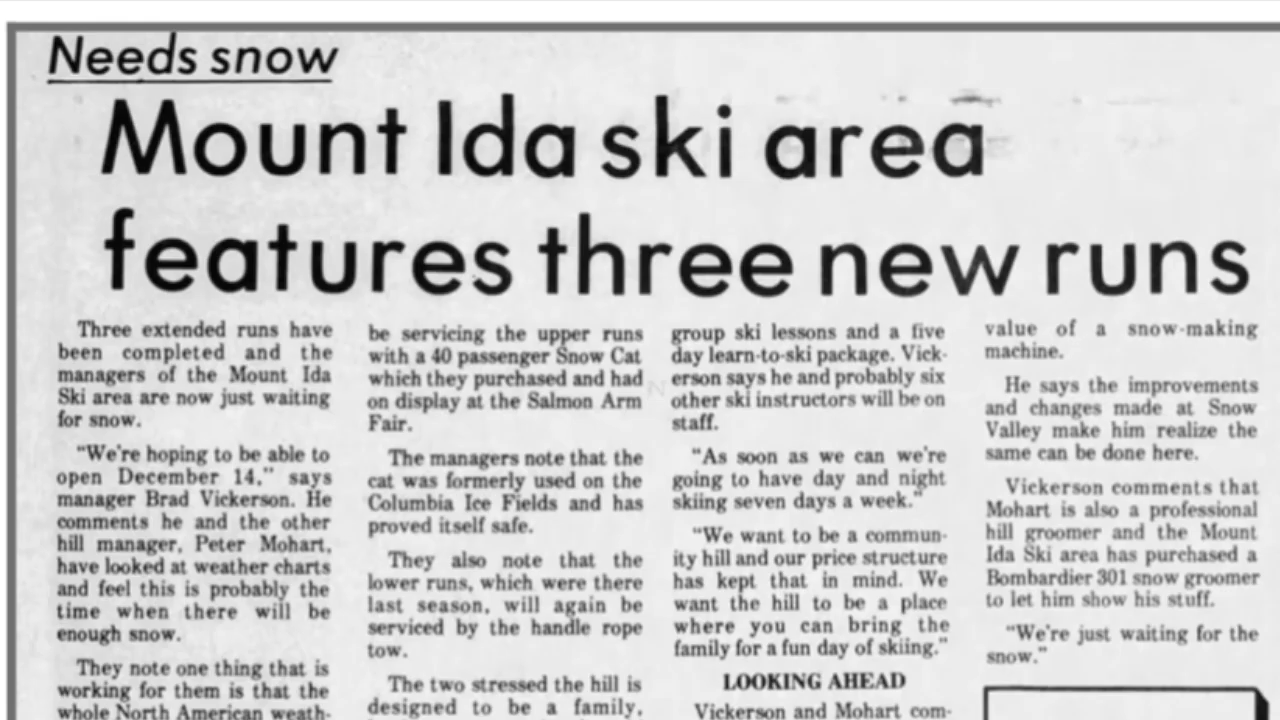 Needs snow
Mount Ida ski area
features three new runs
Three extended runs have
been completed and the
managers of the Mount Ida
Ski area are now just waiting
for snow.
"We're hoping to be able to
open December 14," says
manager Brad Vickerson. He
comments he and the other
hill manager, Peter Mohart,
have looked at weather charts
and feel this is probably the
time when there will be
enough snow.
They note one thing that is
working for them is that the
whole North American weath-
be servicing the upper runs
with a 40 passenger Snow Cat
which they purchased and had
on display at the Salmon Arm
Fair.
The managers note that the
cat was formerly used on the
Columbia Ice Fields and has
proved itself safe.
They also note that the
lower runs, which were there
last season, will again be
serviced by the handle rope
tow.
The two stressed the hill is
designed to be a family,
group ski lessons and a five
day learn-to-ski package. Vick-
erson says he and probably six
other ski instructors will be on
staff.
"As soon as we can we're
going to have day and night
skiing seven days a week."
"We want to be a commun-
ity hill and our price structure
has kept that in mind. We
want the hill to be a place
where you can bring the
family for a fun day of skiing."
LOOKING AHEAD
Vickerson and Mohart com-
value of a snow-making
machine.
He says the improvements
and changes made at Snow
Valley make him realize the
same can be done here.
Vickerson comments that
Mohart is also a professional
hill groomer and the Mount
Ida Ski area has purchased a
Bombardier 301 snow groomer
to let him show his stuff.
"We're just waiting for the
snow."